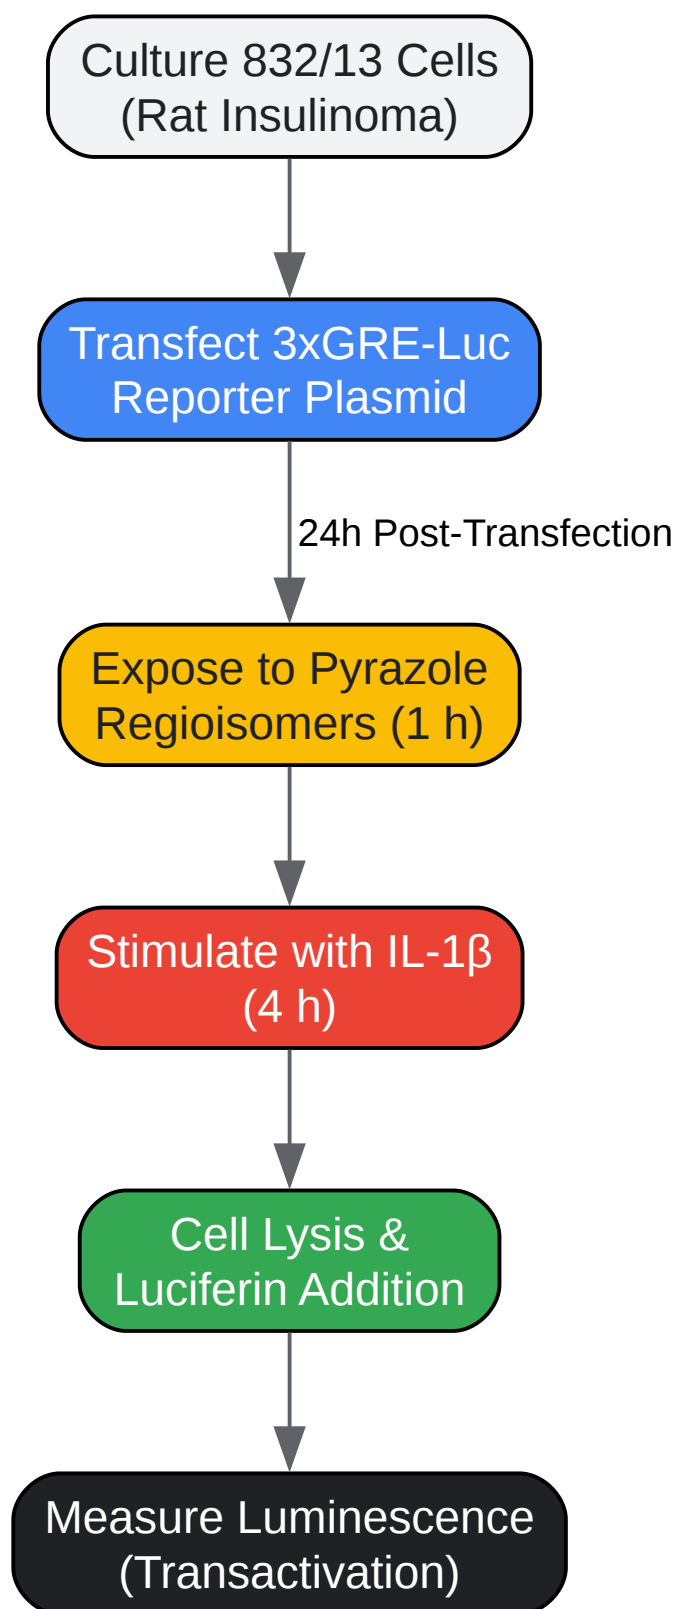 Culture 832/13 Cells
(Rat Insulinoma)
Transfect 3xGRE-Luc
Reporter Plasmid
24h Post-Transfection
Expose to Pyrazole
Regioisomers (1 h)
Stimulate with IL-1β
(4 h)
Cell Lysis &
Luciferin Addition
Measure Luminescence
(Transactivation)